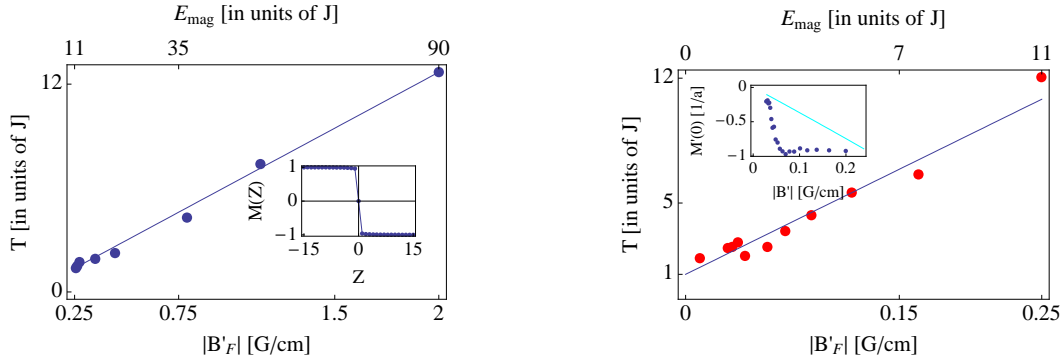 E_mag [in units of J]
11 35 90
12
0
T [in units of J]
1
0
−1
M(Z)
−15 0 15
Z
0.25 0.75 1.5 2
|B'_F| [G/cm]
E_mag [in units of J]
0 7 11
12
5
1
T [in units of J]
0
−0.5
−1
M'(0) [1/a]
0 0.1 0.2
|B'| [G/cm]
0 0.15 0.25
|B'_F| [G/cm]